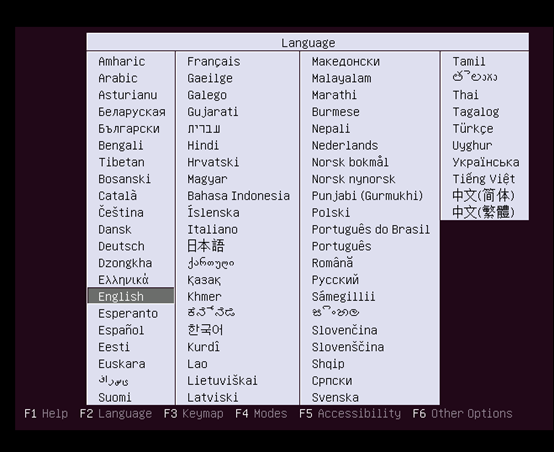 Language
Amharic
Arabic
Asturianu
Беларуская
Български
Bengali
Tibetan
Bosanski
Català
Čeština
Dansk
Deutsch
Dzongkha
Ελληνικά
English
Esperanto
Español
Eesti
Euskara
فارسی
Suomi
Français
Gaeilge
Galego
Gujarati
עברית
Hindi
Hrvatski
Magyar
Bahasa Indonesia
Íslenska
Italiano
日本語
ქართული
Қазақ
Khmer
ಕನ್ನಡ
한국어
Kurdî
Lao
Lietuviškai
Latviski
Македонски
Malayalam
Marathi
Burmese
Nepali
Nederlands
Norsk bokmål
Norsk nynorsk
Punjabi (Gurmukhi)
Polski
Português do Brasil
Português
Română
Русский
Sámegillii
සිංහල
Slovenčina
Slovenščina
Shqip
Српски
Svenska
Tamil
తెలుగు
Thai
Tagalog
Türkçe
Uyghur
Українська
Tiếng Việt
中文(简体)
中文(繁體)
F1 Help F2 Language F3 Keymap F4 Modes F5 Accessibility F6 Other Options